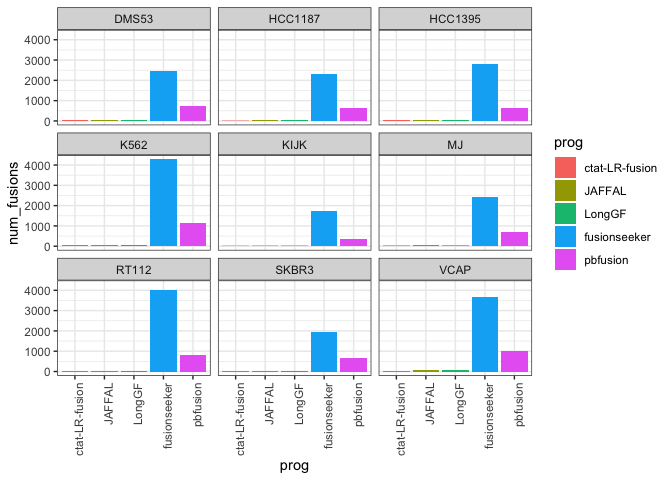 DMS53 HCC1187 HCC1395
4000
3000
2000
1000
0
K562 KIJK MJ
4000
3000
2000
1000
0
RT112 SKBR3 VCAP
4000
3000
2000
1000
0
num_fusions
ctat-LR-fusion JAFFAL LongGF fusionseeker pbfusion ctat-LR-fusion JAFFAL LongGF fusionseeker pbfusion ctat-LR-fusion JAFFAL LongGF fusionseeker pbfusion
prog
prog
ctat-LR-fusion
JAFFAL
LongGF
fusionseeker
pbfusion